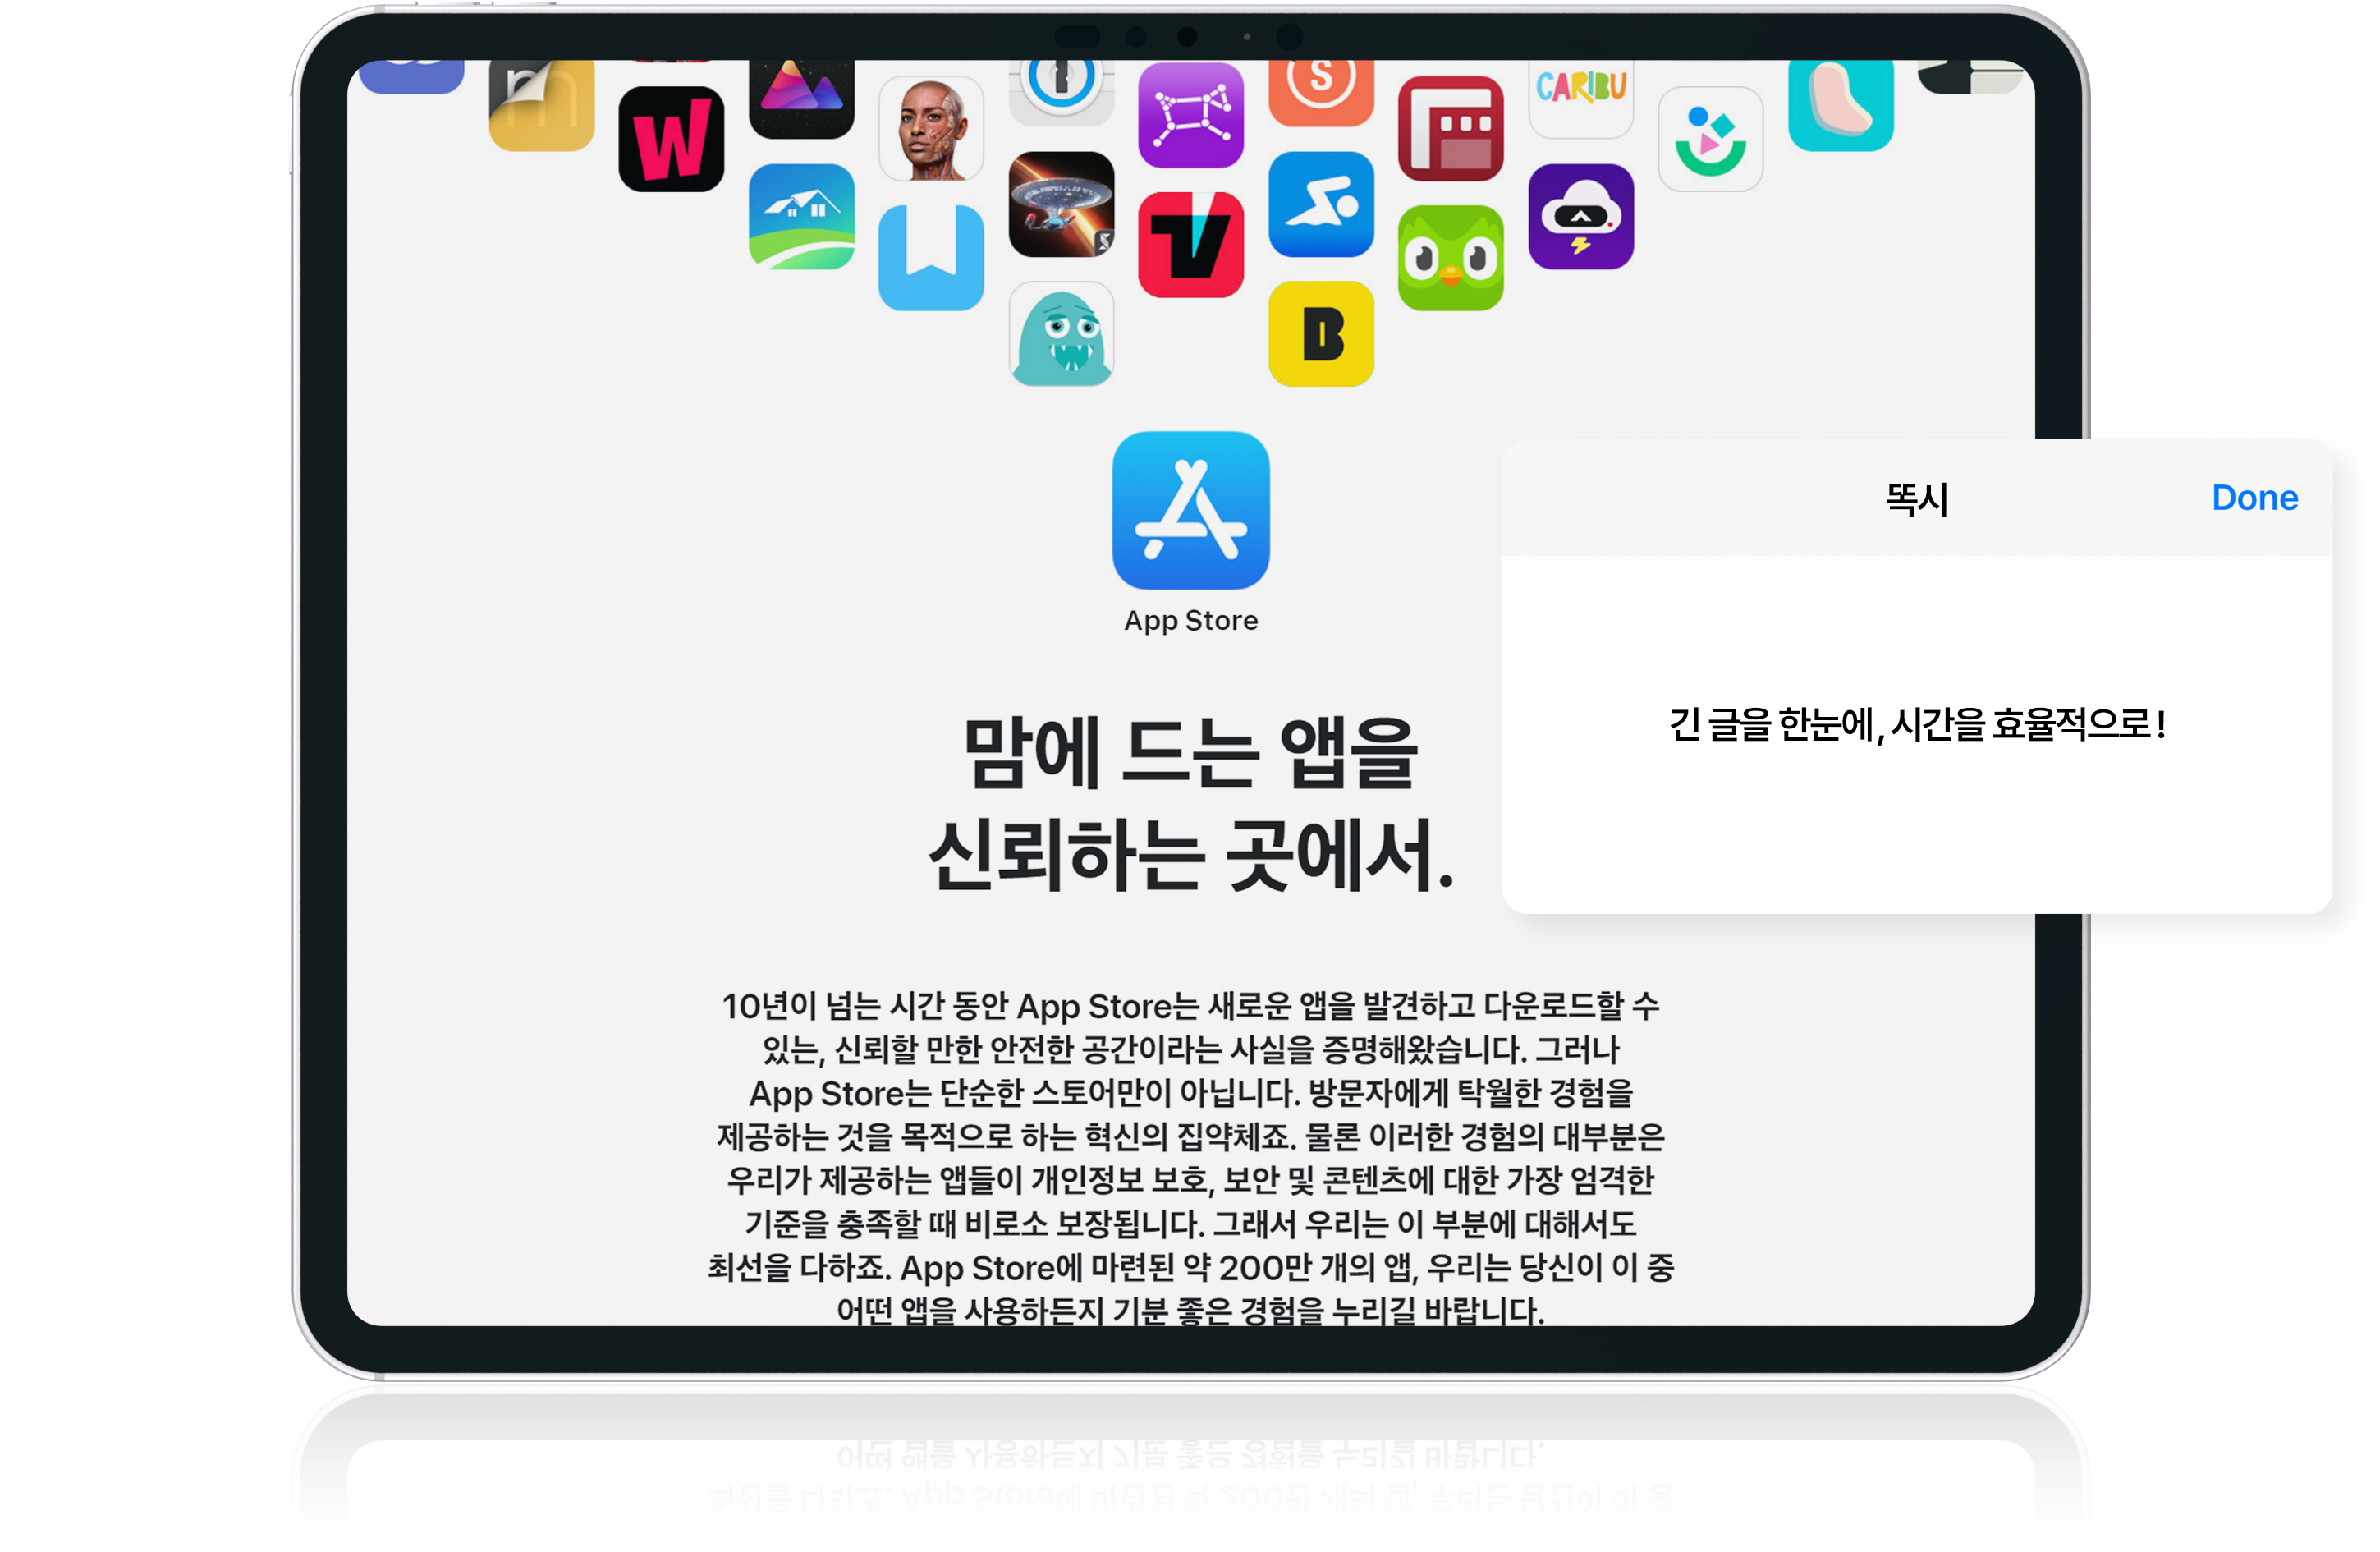 CARIBU
App Store
맘에 드는 앱을
신뢰하는 곳에서.
똑시
Done
긴 글을 한눈에, 시간을 효율적으로!
10년이 넘는 시간 동안 App Store는 새로운 앱을 발견하고 다운로드할 수
있는, 신뢰할 만한 안전한 공간이라는 사실을 증명해왔습니다. 그러나
App Store는 단순한 스토어만이 아닙니다. 방문자에게 탁월한 경험을
제공하는 것을 목적으로 하는 혁신의 집약체죠. 물론 이러한 경험의 대부분은
우리가 제공하는 앱들이 개인정보 보호, 보안 및 콘텐츠에 대한 가장 엄격한
기준을 충족할 때 비로소 보장됩니다. 그래서 우리는 이 부분에 대해서도
최선을 다하죠. App Store에 마련된 약 200만 개의 앱, 우리는 당신이 이 중
어떤 앱을 사용하든지 기분 좋은 경험을 누리길 바랍니다.